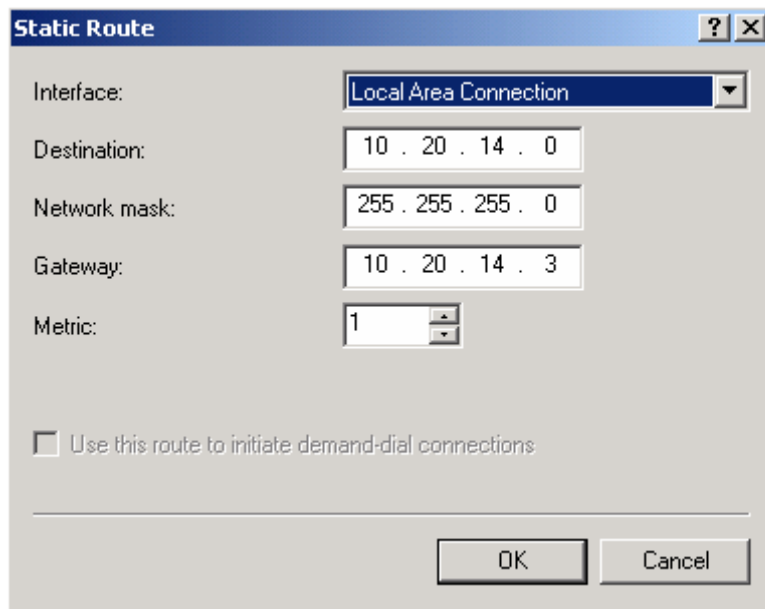 Static Route
Interface: Local Area Connection
Destination: 10 . 20 . 14 . 0
Network mask: 255 . 255 . 255 . 0
Gateway: 10 . 20 . 14 . 3
Metric: 1
Use this route to initiate demand-dial connections
OK Cancel